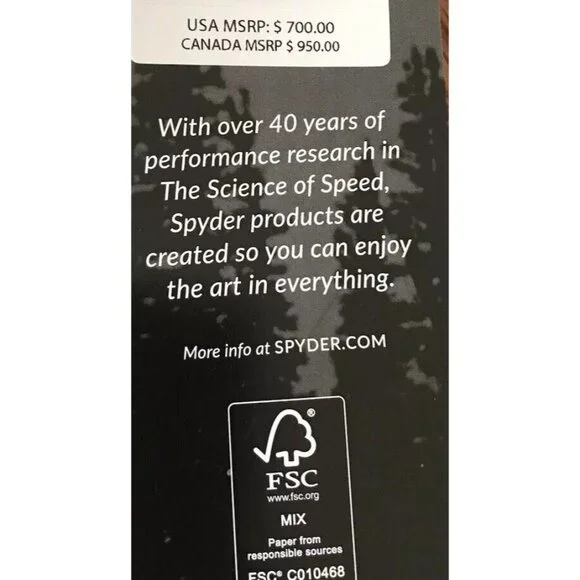 USA MSRP: $ 700.00
CANADA MSRP $ 950.00
With over 40 years of
performance research in
The Science of Speed,
Spyder products are
created so you can enjoy
the art in everything.
More info at SPYDER.COM
®
FSC
www.fsc.org
MIX
Paper from
responsible sources
FSC® C010468